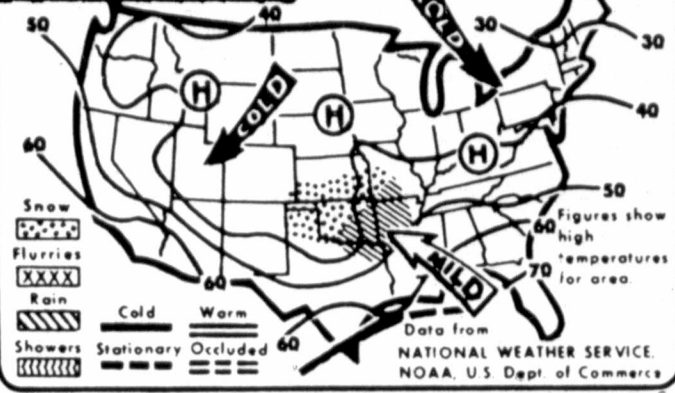 50
40
COLD
30
30
H
COLD
H
40
H
60
Snow
50
60
Figures show
high
temperatures
for area.
70
Flurries
MILD
60
Rain
Cold
Warm
60
Showers
Stationary
Occluded
Data from
NATIONAL WEATHER SERVICE.
NOAA, U.S. Dept. of Commerce